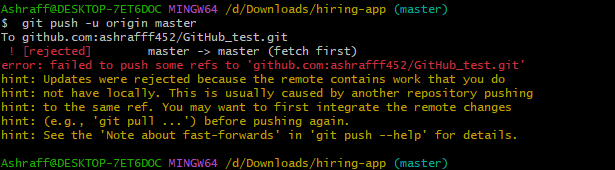 Ashraff@DESKTOP-7ET6DOC MINGW64 /d/Downloads/hiring-app (master)
$  git push -u origin master
To github.com:ashrafff452/GitHub_test.git
 ! [rejected]        master -> master (fetch first)
error: failed to push some refs to 'github.com:ashrafff452/GitHub_test.git'
hint: Updates were rejected because the remote contains work that you do
hint: not have locally. This is usually caused by another repository pushing
hint: to the same ref. You may want to first integrate the remote changes
hint: (e.g., 'git pull ...') before pushing again.
hint: See the 'Note about fast-forwards' in 'git push --help' for details.
Ashraff@DESKTOP-7ET6DOC MINGW64 /d/Downloads/hiring-app (master)